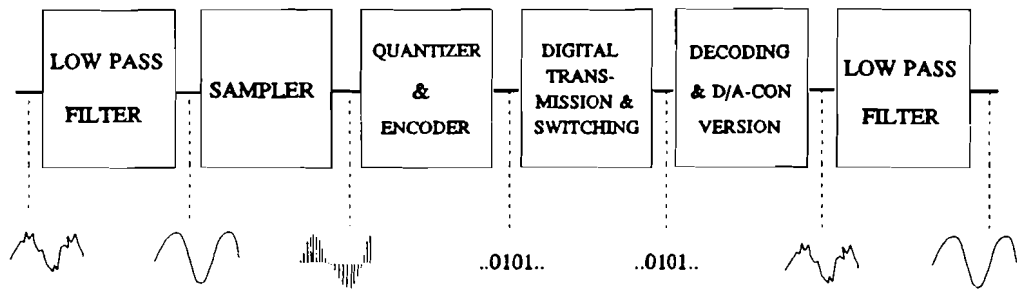 LOW PASS
FILTER
SAMPLER
QUANTIZER
&
ENCODER
DIGITAL
TRANS-
MISSION &
SWITCHING
DECODING
& D/A-CON
VERSION
LOW PASS
FILTER
..0101..
..0101..